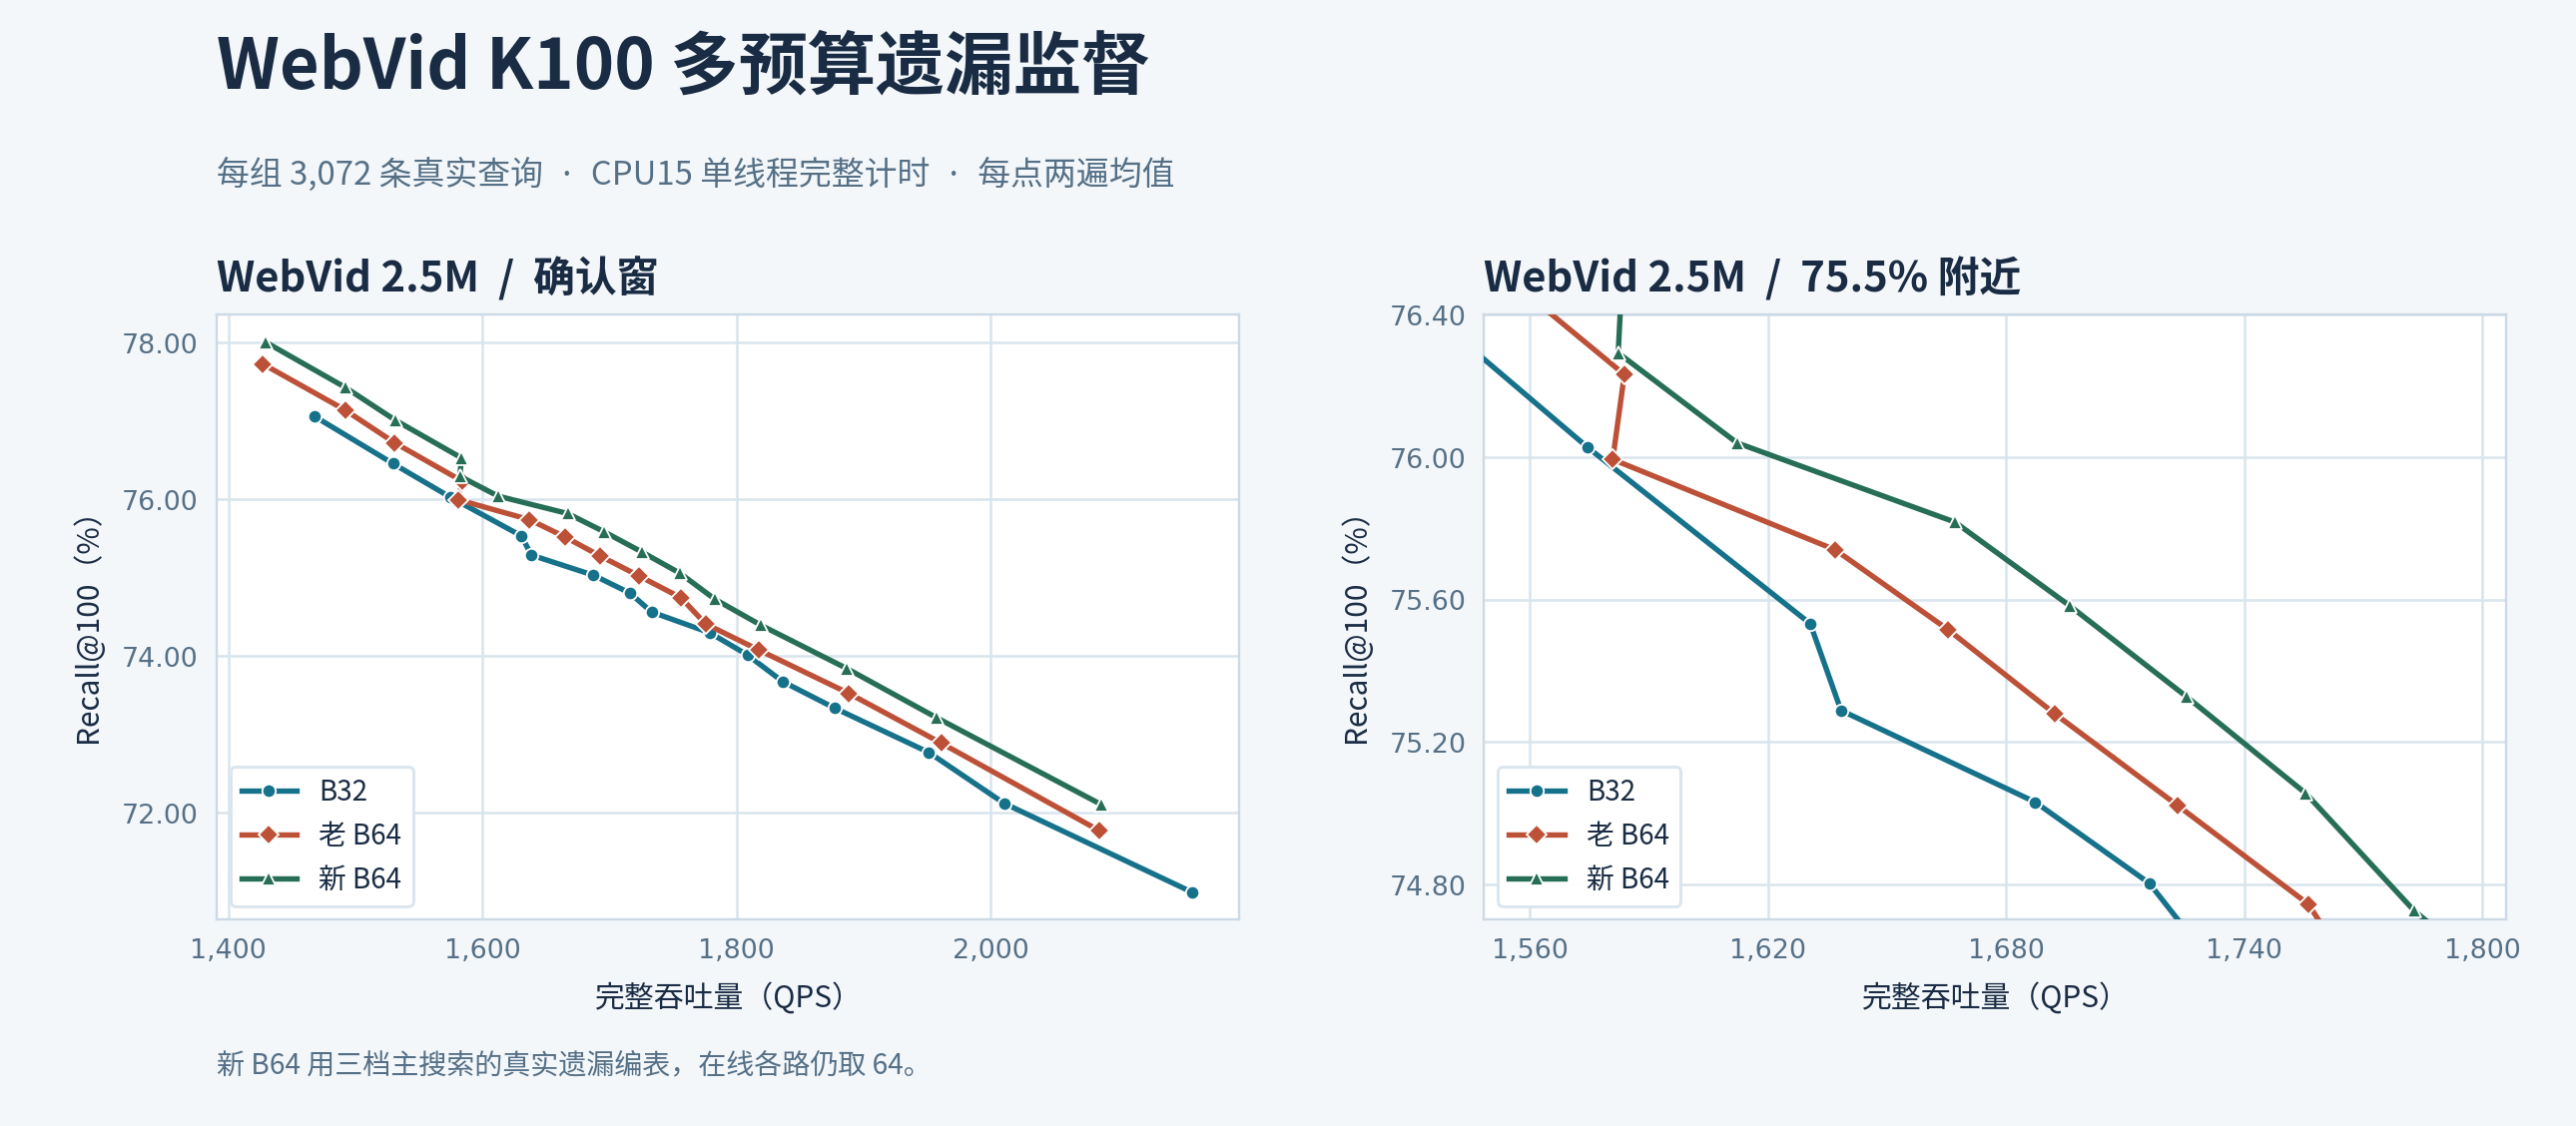 WebVid K100 多预算遗漏监督
每组 3,072 条真实查询 · CPU15 单线程完整计时 · 每点两遍均值
WebVid 2.5M / 确认窗
78.00
76.00
74.00
72.00
Recall@100（%）
B32
老 B64
新 B64
1,400 1,600 1,800 2,000
完整吞吐量（QPS）
WebVid 2.5M / 75.5% 附近
76.40
76.00
75.60
75.20
74.80
Recall@100（%）
B32
老 B64
新 B64
1,560 1,620 1,680 1,740 1,800
完整吞吐量（QPS）
新 B64 用三档主搜索的真实遗漏编表，在线各路仍取 64。